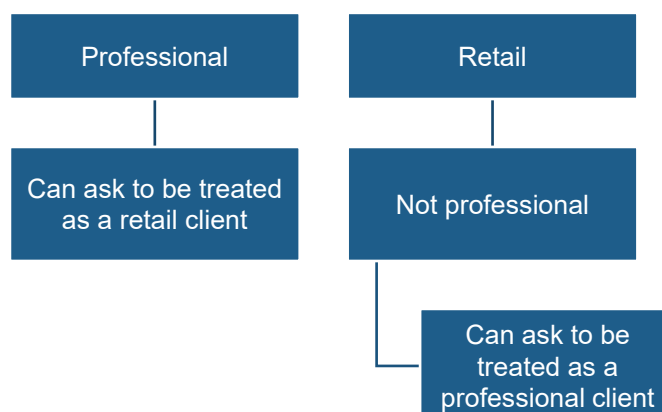 Professional
Can ask to be treated
as a retail client
Retail
Not professional
Can ask to be
treated as a
professional client